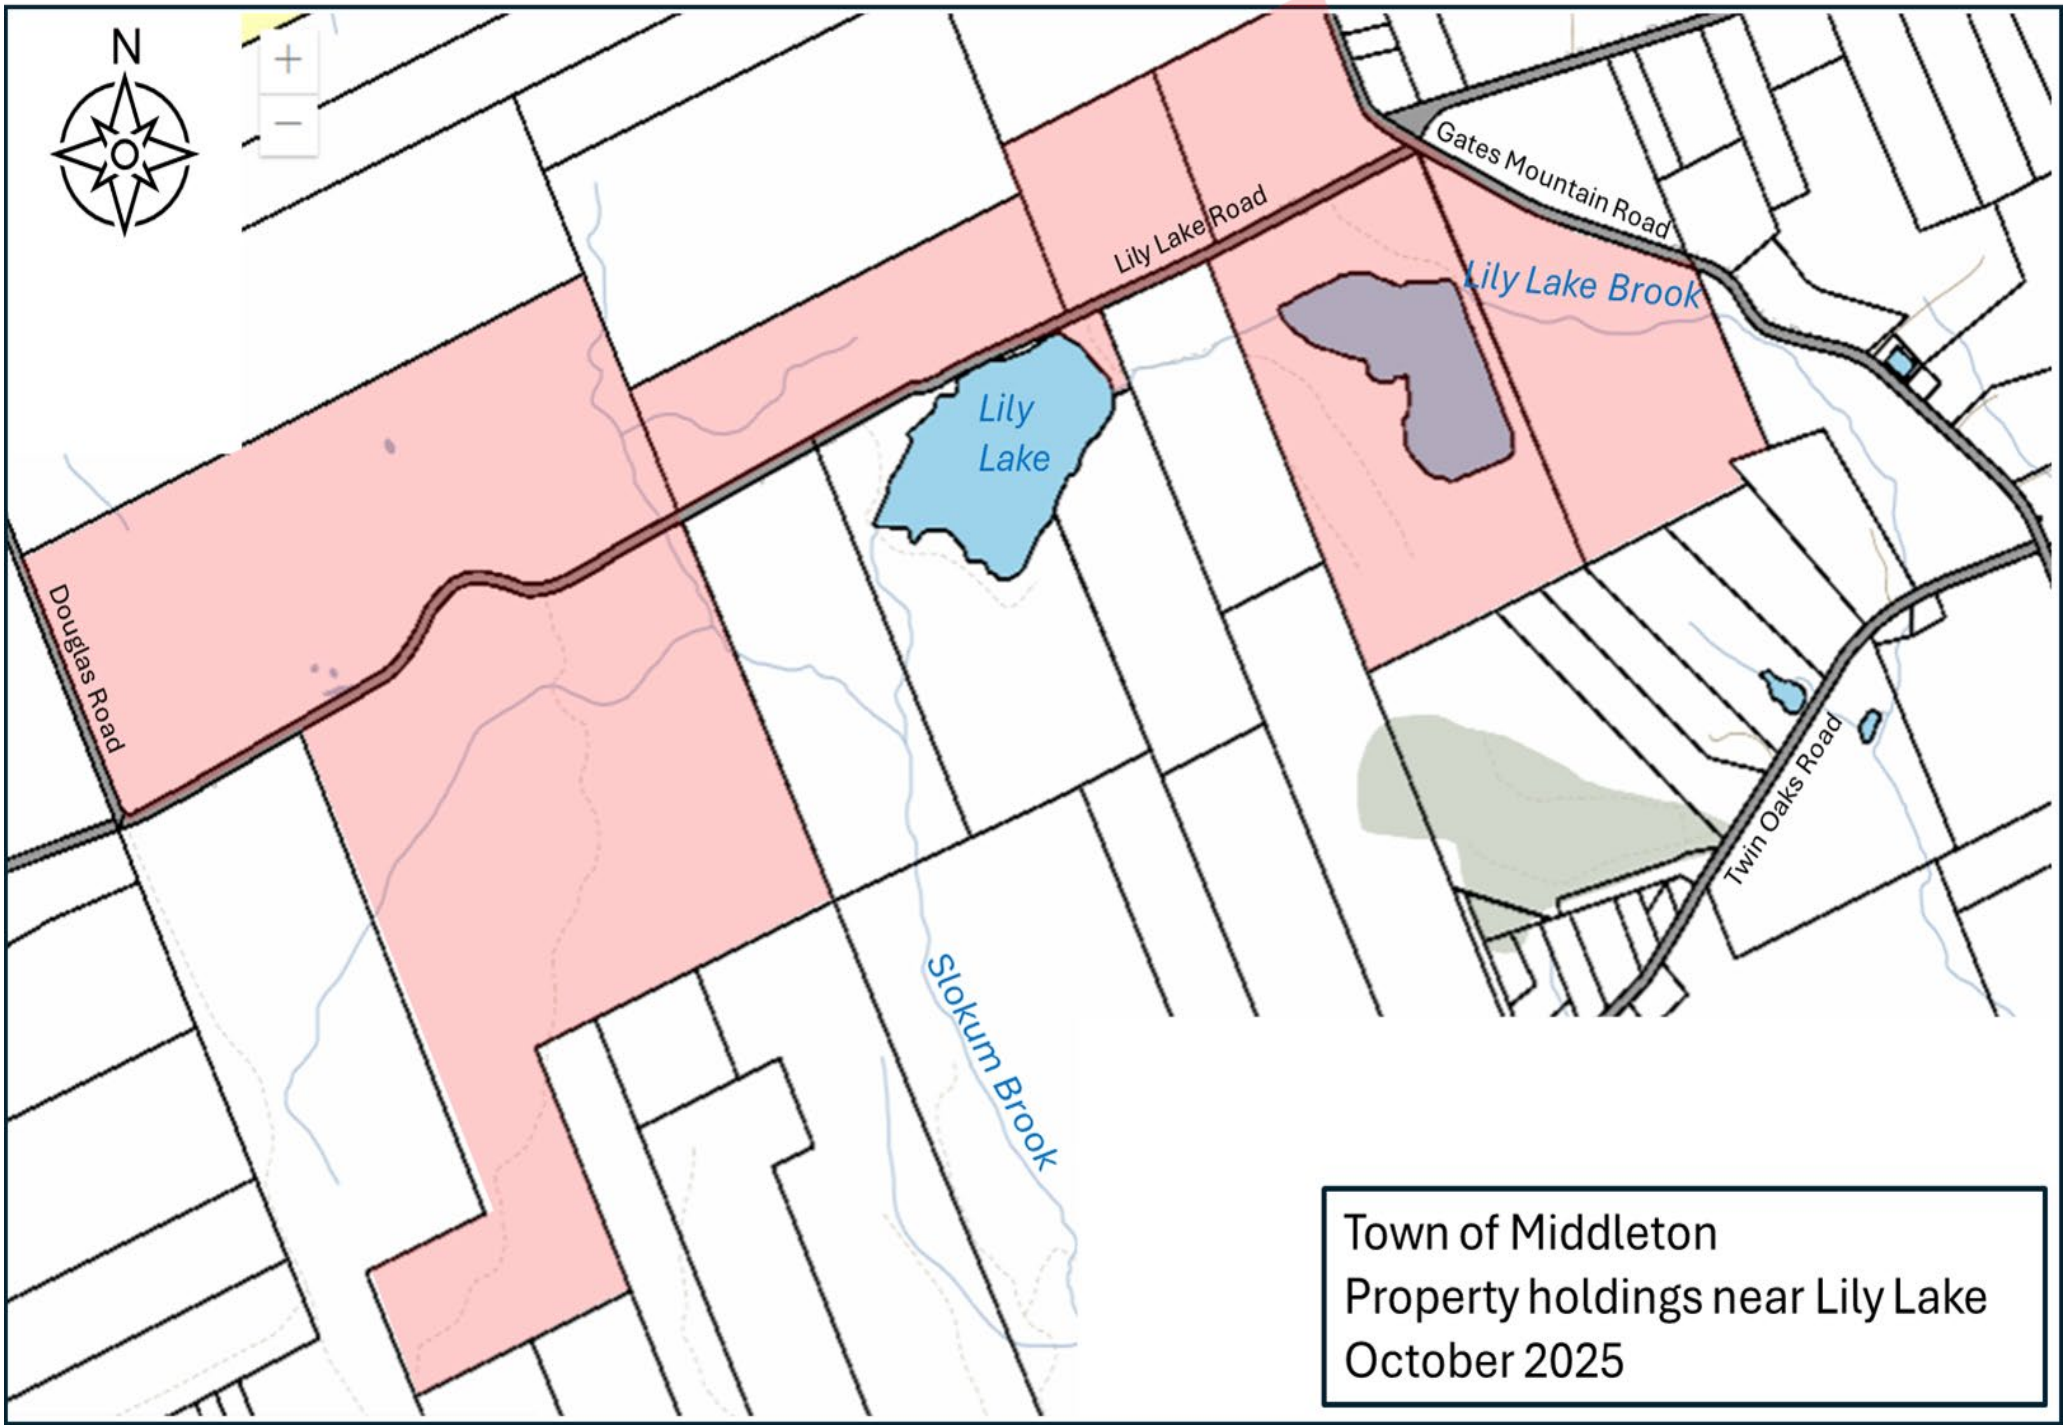 N
+
−
Gates Mountain Road
Lily Lake Road
Lily Lake Brook
Lily
Lake
Douglas Road
Twin Oaks Road
Slokum Brook
Town of Middleton
Property holdings near Lily Lake
October 2025